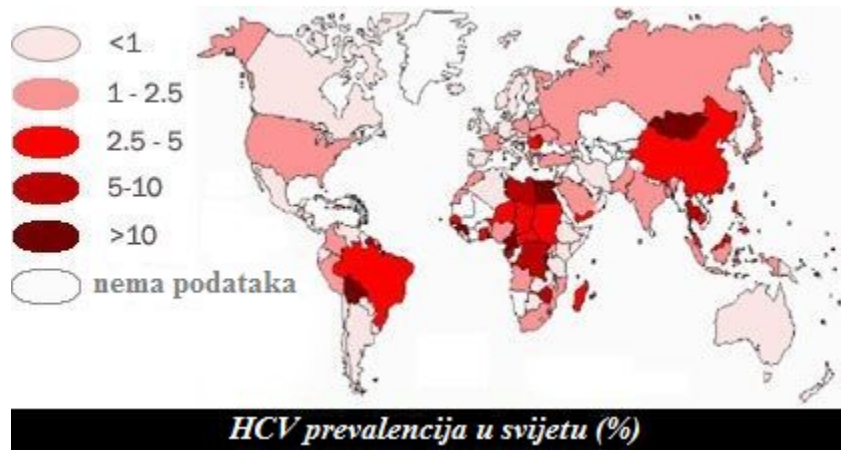 <1
1 - 2.5
2.5 - 5
5-10
>10
nema podataka
HCV prevalencija u svijetu (%)